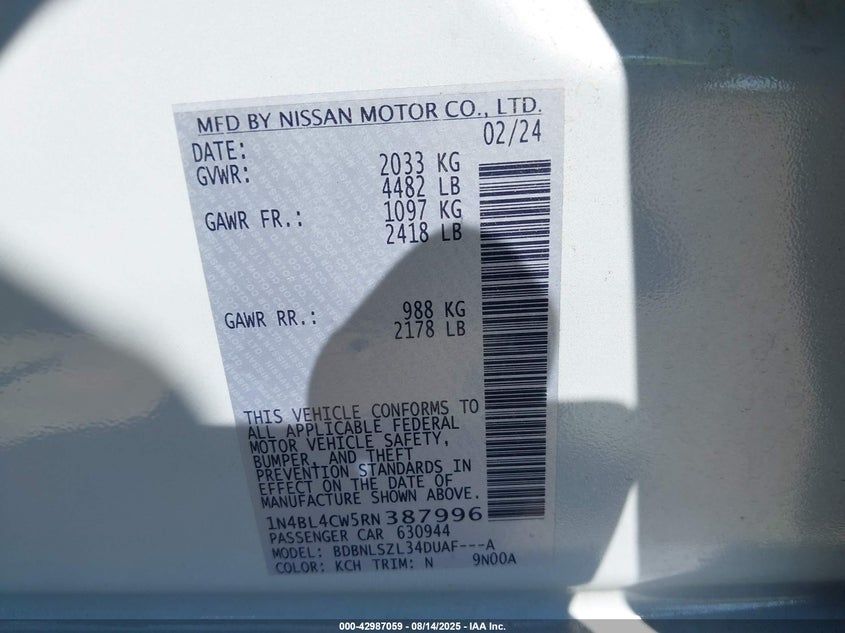 MFD BY NISSAN MOTOR CO., LTD.
DATE: 02/24
GVWR: 2033 KG
4482 LB
GAWR FR.: 1097 KG
2418 LB
GAWR RR.: 988 KG
2178 LB
THIS VEHICLE CONFORMS TO
ALL APPLICABLE FEDERAL
MOTOR VEHICLE SAFETY,
BUMPER, AND THEFT
PREVENTION STANDARDS IN
EFFECT ON THE DATE OF
MANUFACTURE SHOWN ABOVE.
1N4BL4CW5RN387996
PASSENGER CAR 630944
MODEL: BDBNLSZL34DUAF---A
COLOR: KCH TRIM: N 9N00A
000-42987059 - 08/14/2025 - IAA Inc.